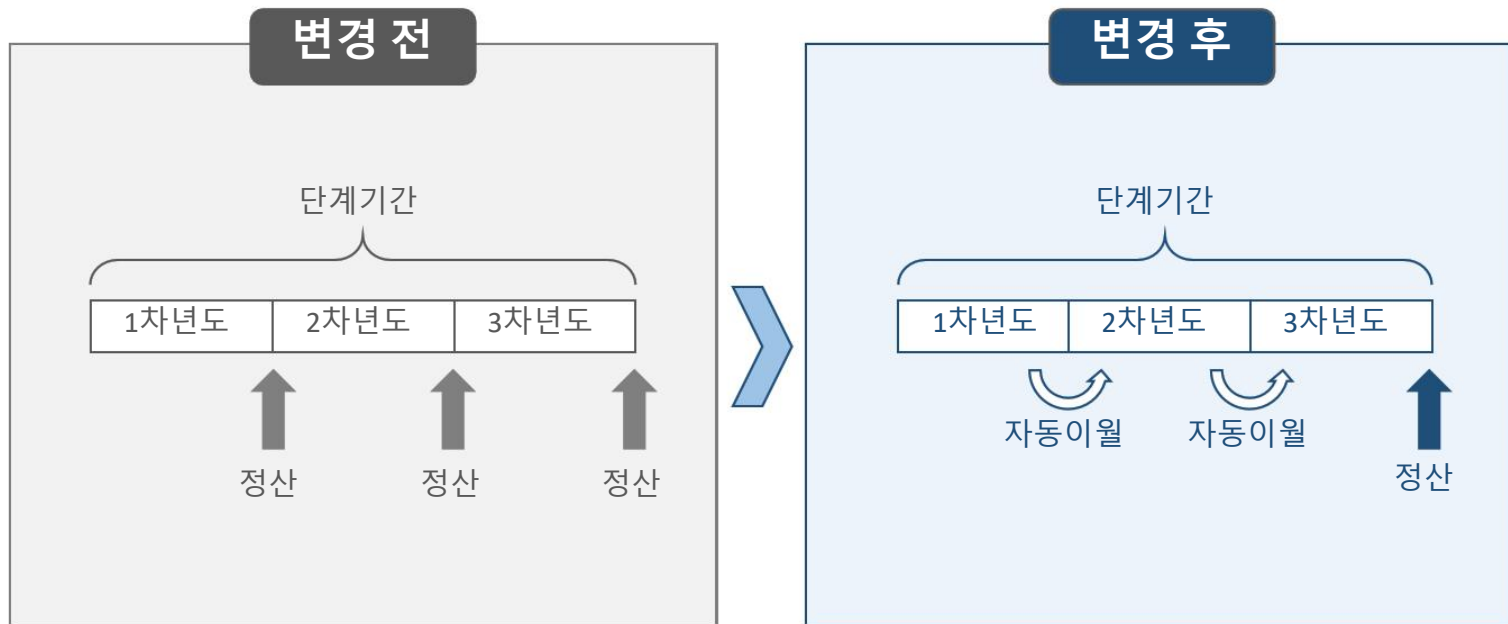 변경 전
단계기간
1차년도 2차년도 3차년도
정산 정산 정산
변경 후
단계기간
1차년도 2차년도 3차년도
자동이월 자동이월
정산